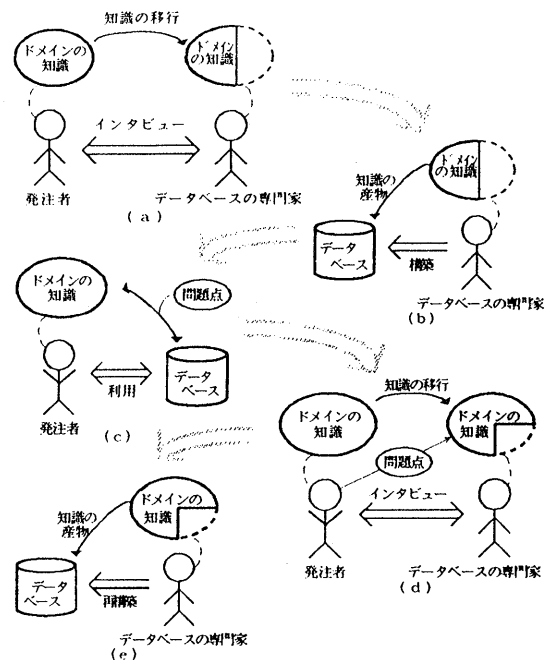 知識の移行
ドメインの
知識
ドメイン
の知識
インタビュー
発注者
データベースの専門家
(a)
ドメイン
の知識
知識の
産物
データ
ベース
構築
データベースの専門家
(b)
ドメインの
知識
問題点
データ
ベース
利用
発注者
(c)
知識の移行
ドメインの
知識
ドメインの
知識
問題点
インタビュー
発注者
データベースの専門家
(d)
ドメインの
知識
知識の
産物
データ
ベース
再構築
データベースの専門家
(e)